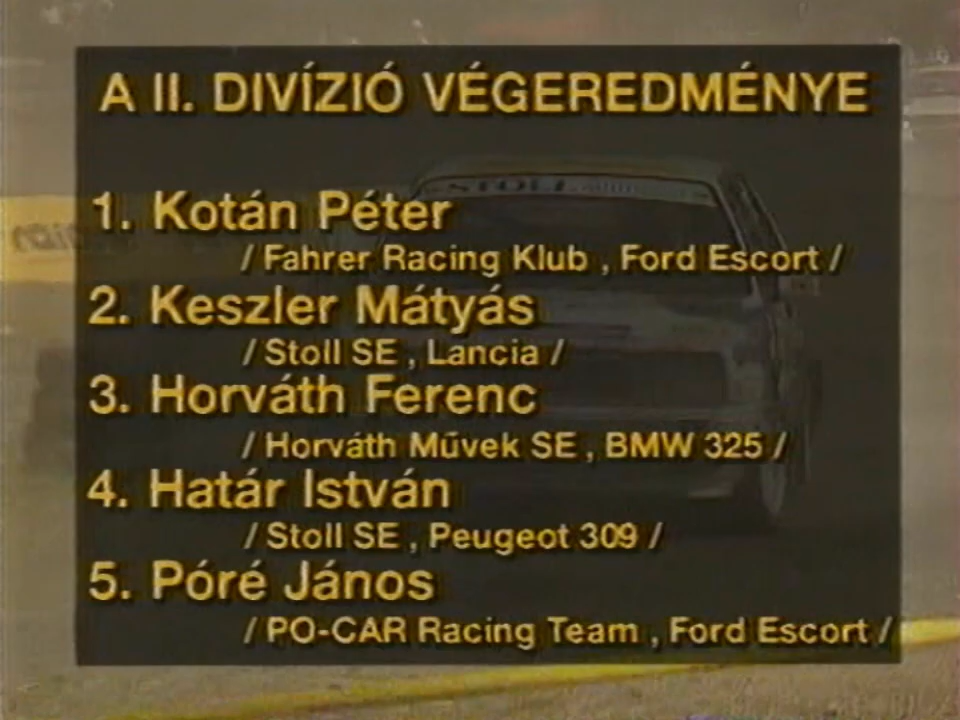 A II. DIVÍZIÓ VÉGEREDMÉNYE
1. Kotán Péter
/ Fahrer Racing Klub , Ford Escort /
2. Keszler Mátyás
/ Stoll SE , Lancia /
3. Horváth Ferenc
/ Horváth Művek SE , BMW 325 /
4. Határ István
/ Stoll SE , Peugeot 309 /
5. Póré János
/ PO-CAR Racing Team , Ford Escort /
STOLL